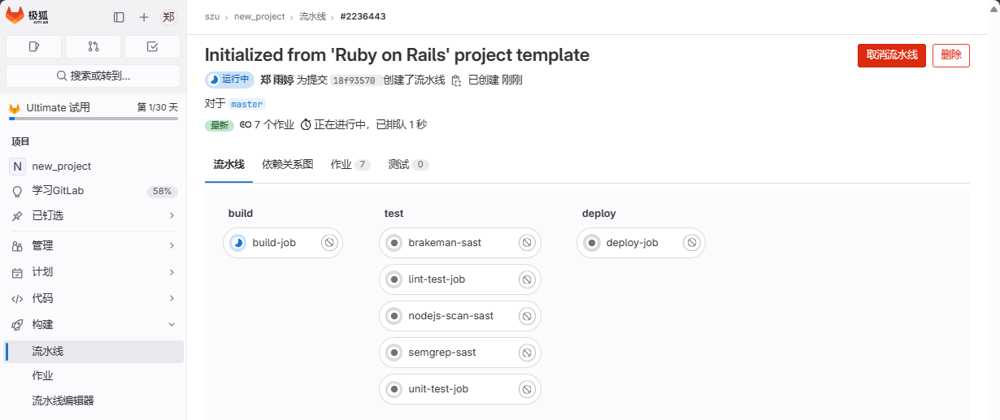 极狐
GITLAB
郑
搜索或转到...
Ultimate 试用 第 1/30 天
项目
N new_project
学习GitLab 58%
已钉选
管理
计划
代码
构建
流水线
作业
流水线编辑器
szu › new_project › 流水线 › #2236443
Initialized from 'Ruby on Rails' project template
取消流水线 删除
运行中 郑 雨婷 为提交 18f93570 创建了流水线 已创建 刚刚
对于 master
最新 7 个作业 正在进行中，已排队 1 秒
流水线 依赖关系图 作业 7 测试 0
build test deploy
build-job brakeman-sast deploy-job
lint-test-job
nodejs-scan-sast
semgrep-sast
unit-test-job